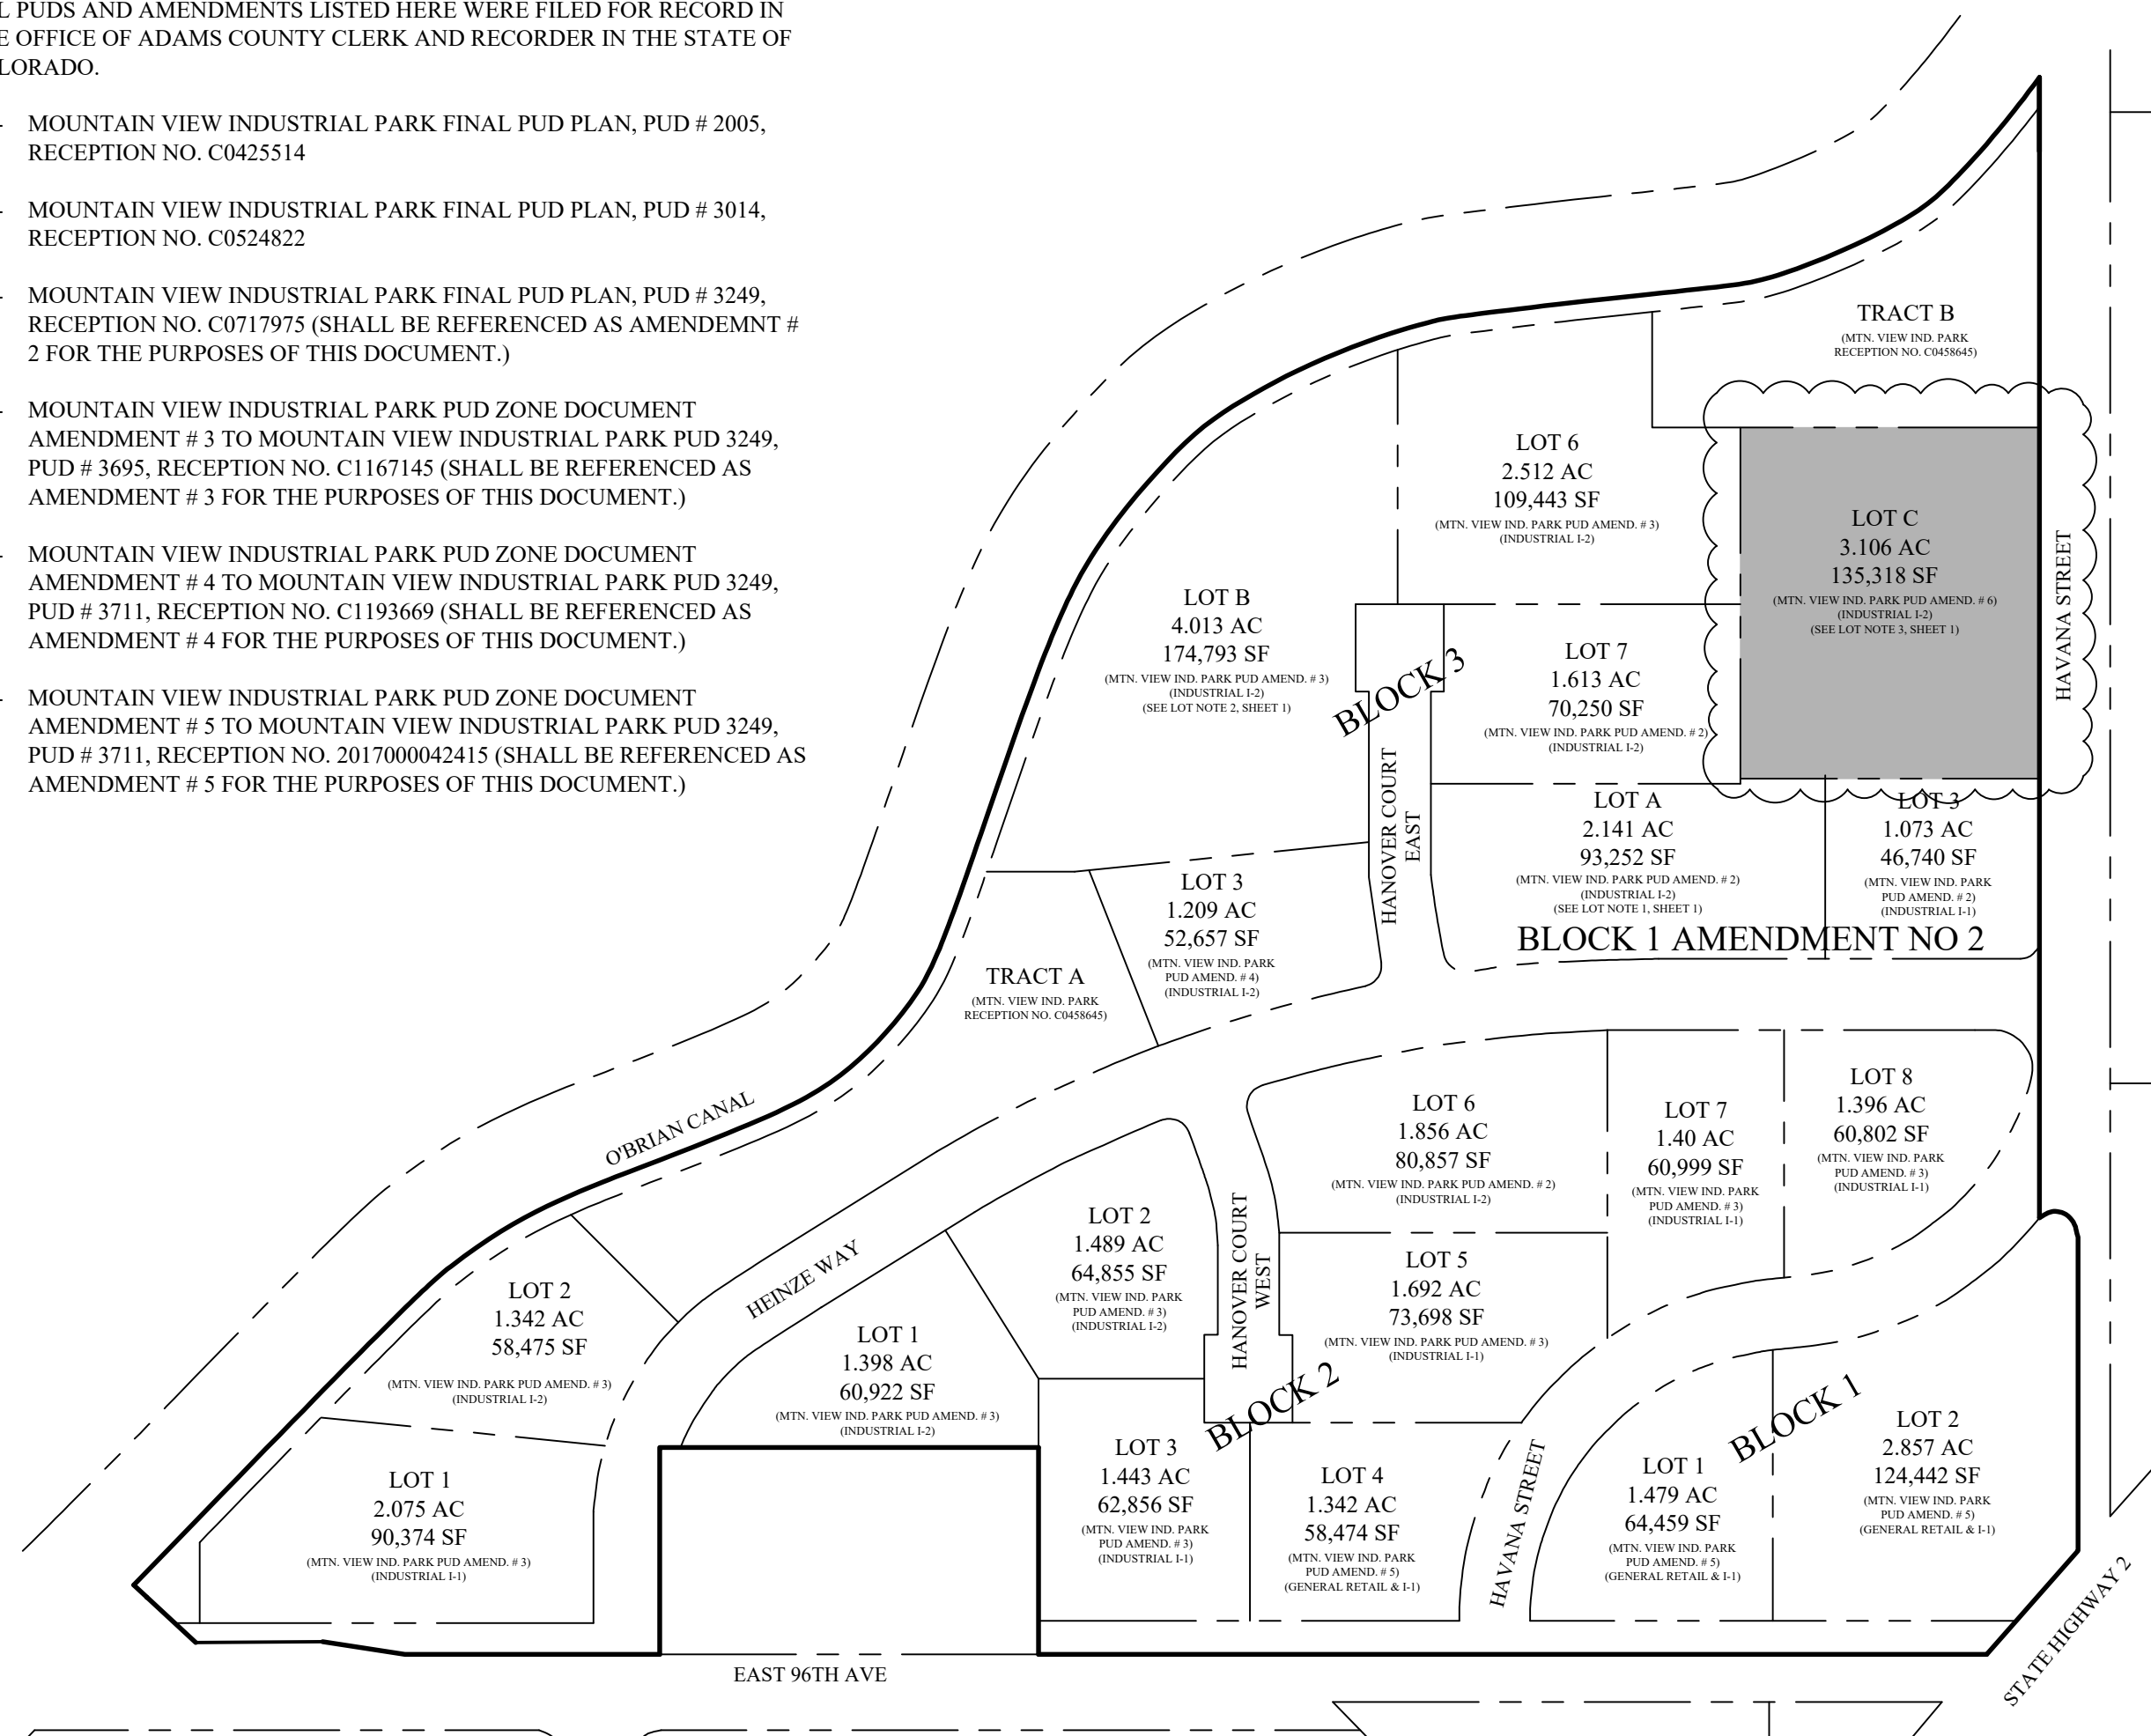 L PUDS AND AMENDMENTS LISTED HERE WERE FILED FOR RECORD IN
E OFFICE OF ADAMS COUNTY CLERK AND RECORDER IN THE STATE OF
LORADO.
- MOUNTAIN VIEW INDUSTRIAL PARK FINAL PUD PLAN, PUD # 2005,
RECEPTION NO. C0425514
- MOUNTAIN VIEW INDUSTRIAL PARK FINAL PUD PLAN, PUD # 3014,
RECEPTION NO. C0524822
- MOUNTAIN VIEW INDUSTRIAL PARK FINAL PUD PLAN, PUD # 3249,
RECEPTION NO. C0717975 (SHALL BE REFERENCED AS AMENDEMNT #
2 FOR THE PURPOSES OF THIS DOCUMENT.)
- MOUNTAIN VIEW INDUSTRIAL PARK PUD ZONE DOCUMENT
AMENDMENT # 3 TO MOUNTAIN VIEW INDUSTRIAL PARK PUD 3249,
PUD # 3695, RECEPTION NO. C1167145 (SHALL BE REFERENCED AS
AMENDMENT # 3 FOR THE PURPOSES OF THIS DOCUMENT.)
- MOUNTAIN VIEW INDUSTRIAL PARK PUD ZONE DOCUMENT
AMENDMENT # 4 TO MOUNTAIN VIEW INDUSTRIAL PARK PUD 3249,
PUD # 3711, RECEPTION NO. C1193669 (SHALL BE REFERENCED AS
AMENDMENT # 4 FOR THE PURPOSES OF THIS DOCUMENT.)
- MOUNTAIN VIEW INDUSTRIAL PARK PUD ZONE DOCUMENT
AMENDMENT # 5 TO MOUNTAIN VIEW INDUSTRIAL PARK PUD 3249,
PUD # 3711, RECEPTION NO. 2017000042415 (SHALL BE REFERENCED AS
AMENDMENT # 5 FOR THE PURPOSES OF THIS DOCUMENT.)
TRACT B
(MTN. VIEW IND. PARK
RECEPTION NO. C0458645)
LOT 6
2.512 AC
109,443 SF
(MTN. VIEW IND. PARK PUD AMEND. # 3)
(INDUSTRIAL I-2)
LOT C
3.106 AC
135,318 SF
(MTN. VIEW IND. PARK PUD AMEND. # 6)
(INDUSTRIAL I-2)
(SEE LOT NOTE 3, SHEET 1)
HAVANA STREET
LOT B
4.013 AC
174,793 SF
(MTN. VIEW IND. PARK PUD AMEND. # 3)
(INDUSTRIAL I-2)
(SEE LOT NOTE 2, SHEET 1)
BLOCK 3
LOT 7
1.613 AC
70,250 SF
(MTN. VIEW IND. PARK PUD AMEND. # 2)
(INDUSTRIAL I-2)
HANOVER COURT
EAST
LOT A
2.141 AC
93,252 SF
(MTN. VIEW IND. PARK PUD AMEND. # 2)
(INDUSTRIAL I-2)
(SEE LOT NOTE 1, SHEET 1)
LOT 3
1.073 AC
46,740 SF
(MTN. VIEW IND. PARK
PUD AMEND. # 2)
(INDUSTRIAL I-1)
BLOCK 1 AMENDMENT NO 2
LOT 3
1.209 AC
52,657 SF
(MTN. VIEW IND. PARK
PUD AMEND. # 4)
(INDUSTRIAL I-2)
TRACT A
(MTN. VIEW IND. PARK
RECEPTION NO. C0458645)
O'BRIAN CANAL
LOT 6
1.856 AC
80,857 SF
(MTN. VIEW IND. PARK PUD AMEND. # 2)
(INDUSTRIAL I-2)
LOT 7
1.40 AC
60,999 SF
(MTN. VIEW IND. PARK
PUD AMEND. # 3)
(INDUSTRIAL I-1)
LOT 8
1.396 AC
60,802 SF
(MTN. VIEW IND. PARK
PUD AMEND. # 3)
(INDUSTRIAL I-1)
LOT 2
1.489 AC
64,855 SF
(MTN. VIEW IND. PARK
PUD AMEND. # 3)
(INDUSTRIAL I-2)
HANOVER COURT
WEST
LOT 5
1.692 AC
73,698 SF
(MTN. VIEW IND. PARK PUD AMEND. # 3)
(INDUSTRIAL I-1)
HEINZE WAY
LOT 2
1.342 AC
58,475 SF
(MTN. VIEW IND. PARK PUD AMEND. # 3)
(INDUSTRIAL I-2)
LOT 1
1.398 AC
60,922 SF
(MTN. VIEW IND. PARK PUD AMEND. # 3)
(INDUSTRIAL I-2)
BLOCK 2
BLOCK 1
LOT 1
2.075 AC
90,374 SF
(MTN. VIEW IND. PARK PUD AMEND. # 3)
(INDUSTRIAL I-1)
LOT 3
1.443 AC
62,856 SF
(MTN. VIEW IND. PARK
PUD AMEND. # 3)
(INDUSTRIAL I-1)
LOT 4
1.342 AC
58,474 SF
(MTN. VIEW IND. PARK
PUD AMEND. # 5)
(GENERAL RETAIL & I-1)
HAVANA STREET
LOT 1
1.479 AC
64,459 SF
(MTN. VIEW IND. PARK
PUD AMEND. # 5)
(GENERAL RETAIL & I-1)
LOT 2
2.857 AC
124,442 SF
(MTN. VIEW IND. PARK
PUD AMEND. # 5)
(GENERAL RETAIL & I-1)
STATE HIGHWAY 2
EAST 96TH AVE